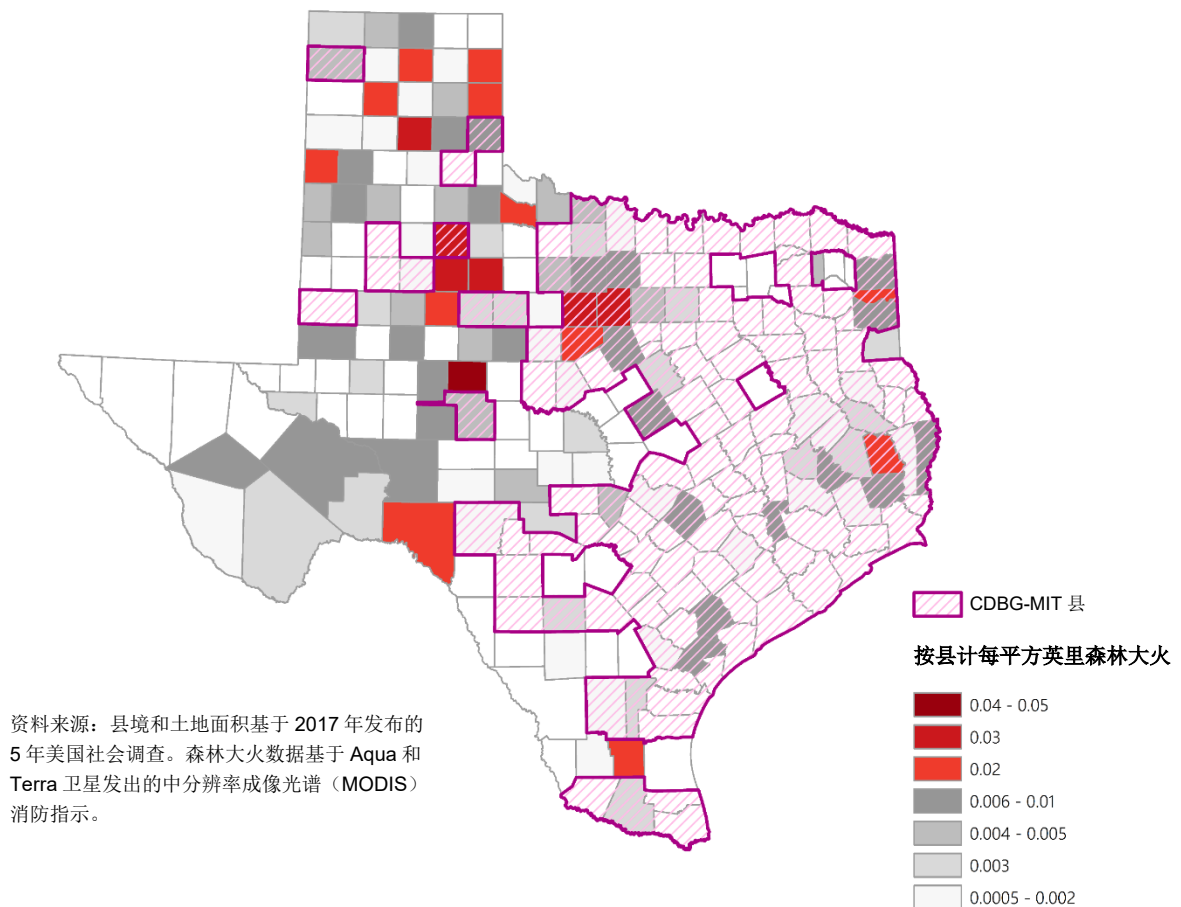 CDBG-MIT 县
按县计每平方英里森林大火
0.04 - 0.05
0.03
0.02
0.006 - 0.01
0.004 - 0.005
0.003
0.0005 - 0.002
资料来源：县境和土地面积基于 2017 年发布的
5 年美国社会调查。森林大火数据基于 Aqua 和
Terra 卫星发出的中分辨率成像光谱（MODIS）
消防指示。